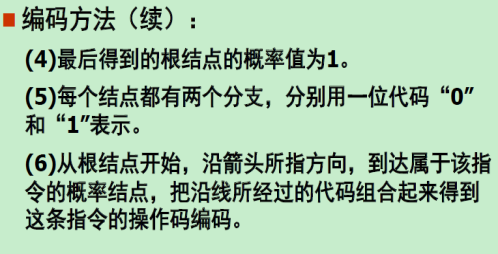 ■ 编码方法（续）：
(4)最后得到的根结点的概率值为1。
(5)每个结点都有两个分支，分别用一位代码“0”
和“1”表示。
(6)从根结点开始，沿箭头所指方向，到达属于该指
令的概率结点，把沿线所经过的代码组合起来得到
这条指令的操作码编码。